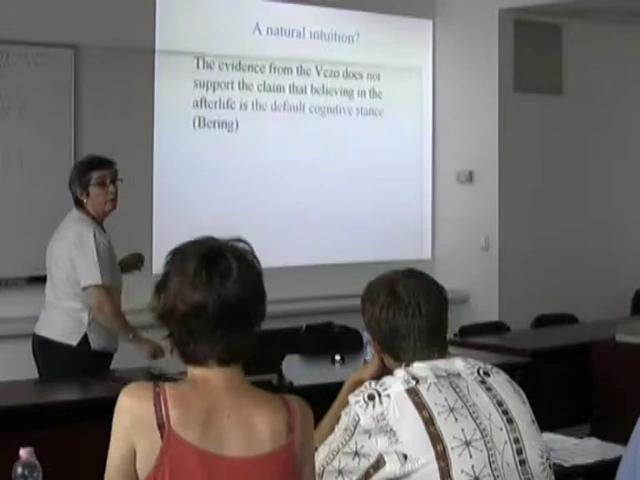 A natural intuition?
The evidence from the Vezo does not
support the claim that believing in the
afterlife is the default cognitive stance
(Bering)